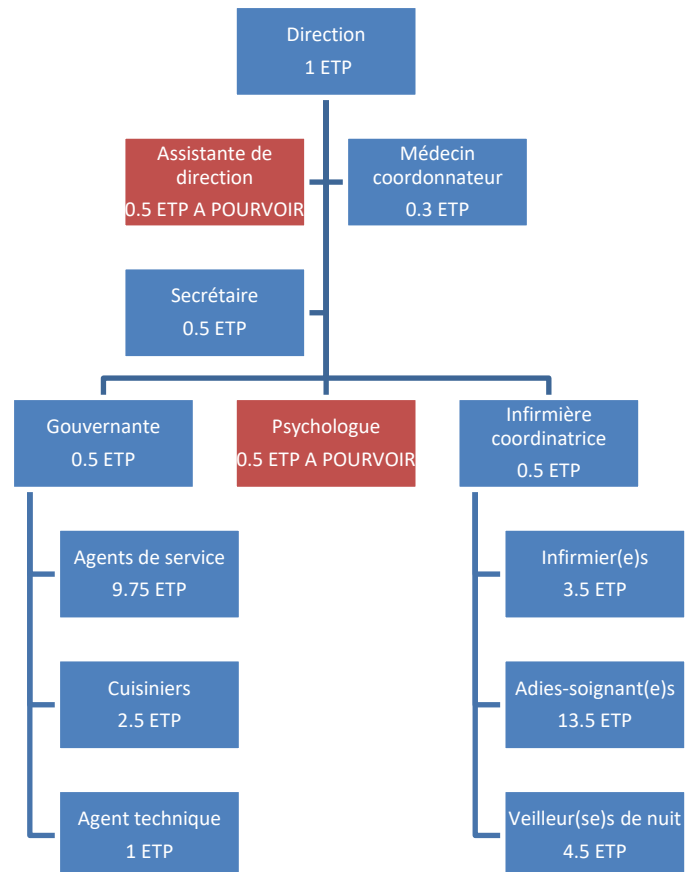 Direction
1 ETP
Assistante de
direction
0.5 ETP A POURVOIR
Médecin
coordonnateur
0.3 ETP
Secrétaire
0.5 ETP
Gouvernante
0.5 ETP
Psychologue
0.5 ETP A POURVOIR
Infirmière
coordinatrice
0.5 ETP
Agents de service
9.75 ETP
Infirmier(e)s
3.5 ETP
Cuisiniers
2.5 ETP
Adies-soignant(e)s
13.5 ETP
Agent technique
1 ETP
Veilleur(se)s de nuit
4.5 ETP